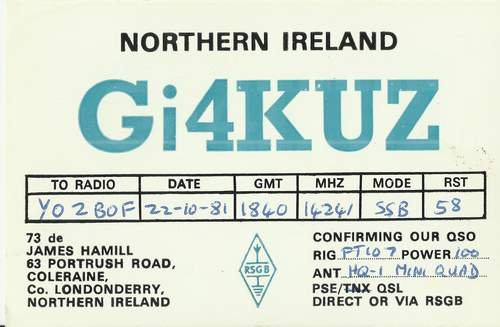 NORTHERN IRELAND
Gi4KUZ
TO RADIO DATE GMT MHZ MODE RST
YO2BOF 22-10-81 1840 14241 SSB 58
73 de
JAMES HAMILL
63 PORTRUSH ROAD,
COLERAINE,
Co. LONDONDERRY,
NORTHERN IRELAND
RSGB
CONFIRMING OUR QSO
RIG FT107 POWER 100
ANT HQ-1 MINI QUAD
PSE/TNX QSL
DIRECT OR VIA RSGB